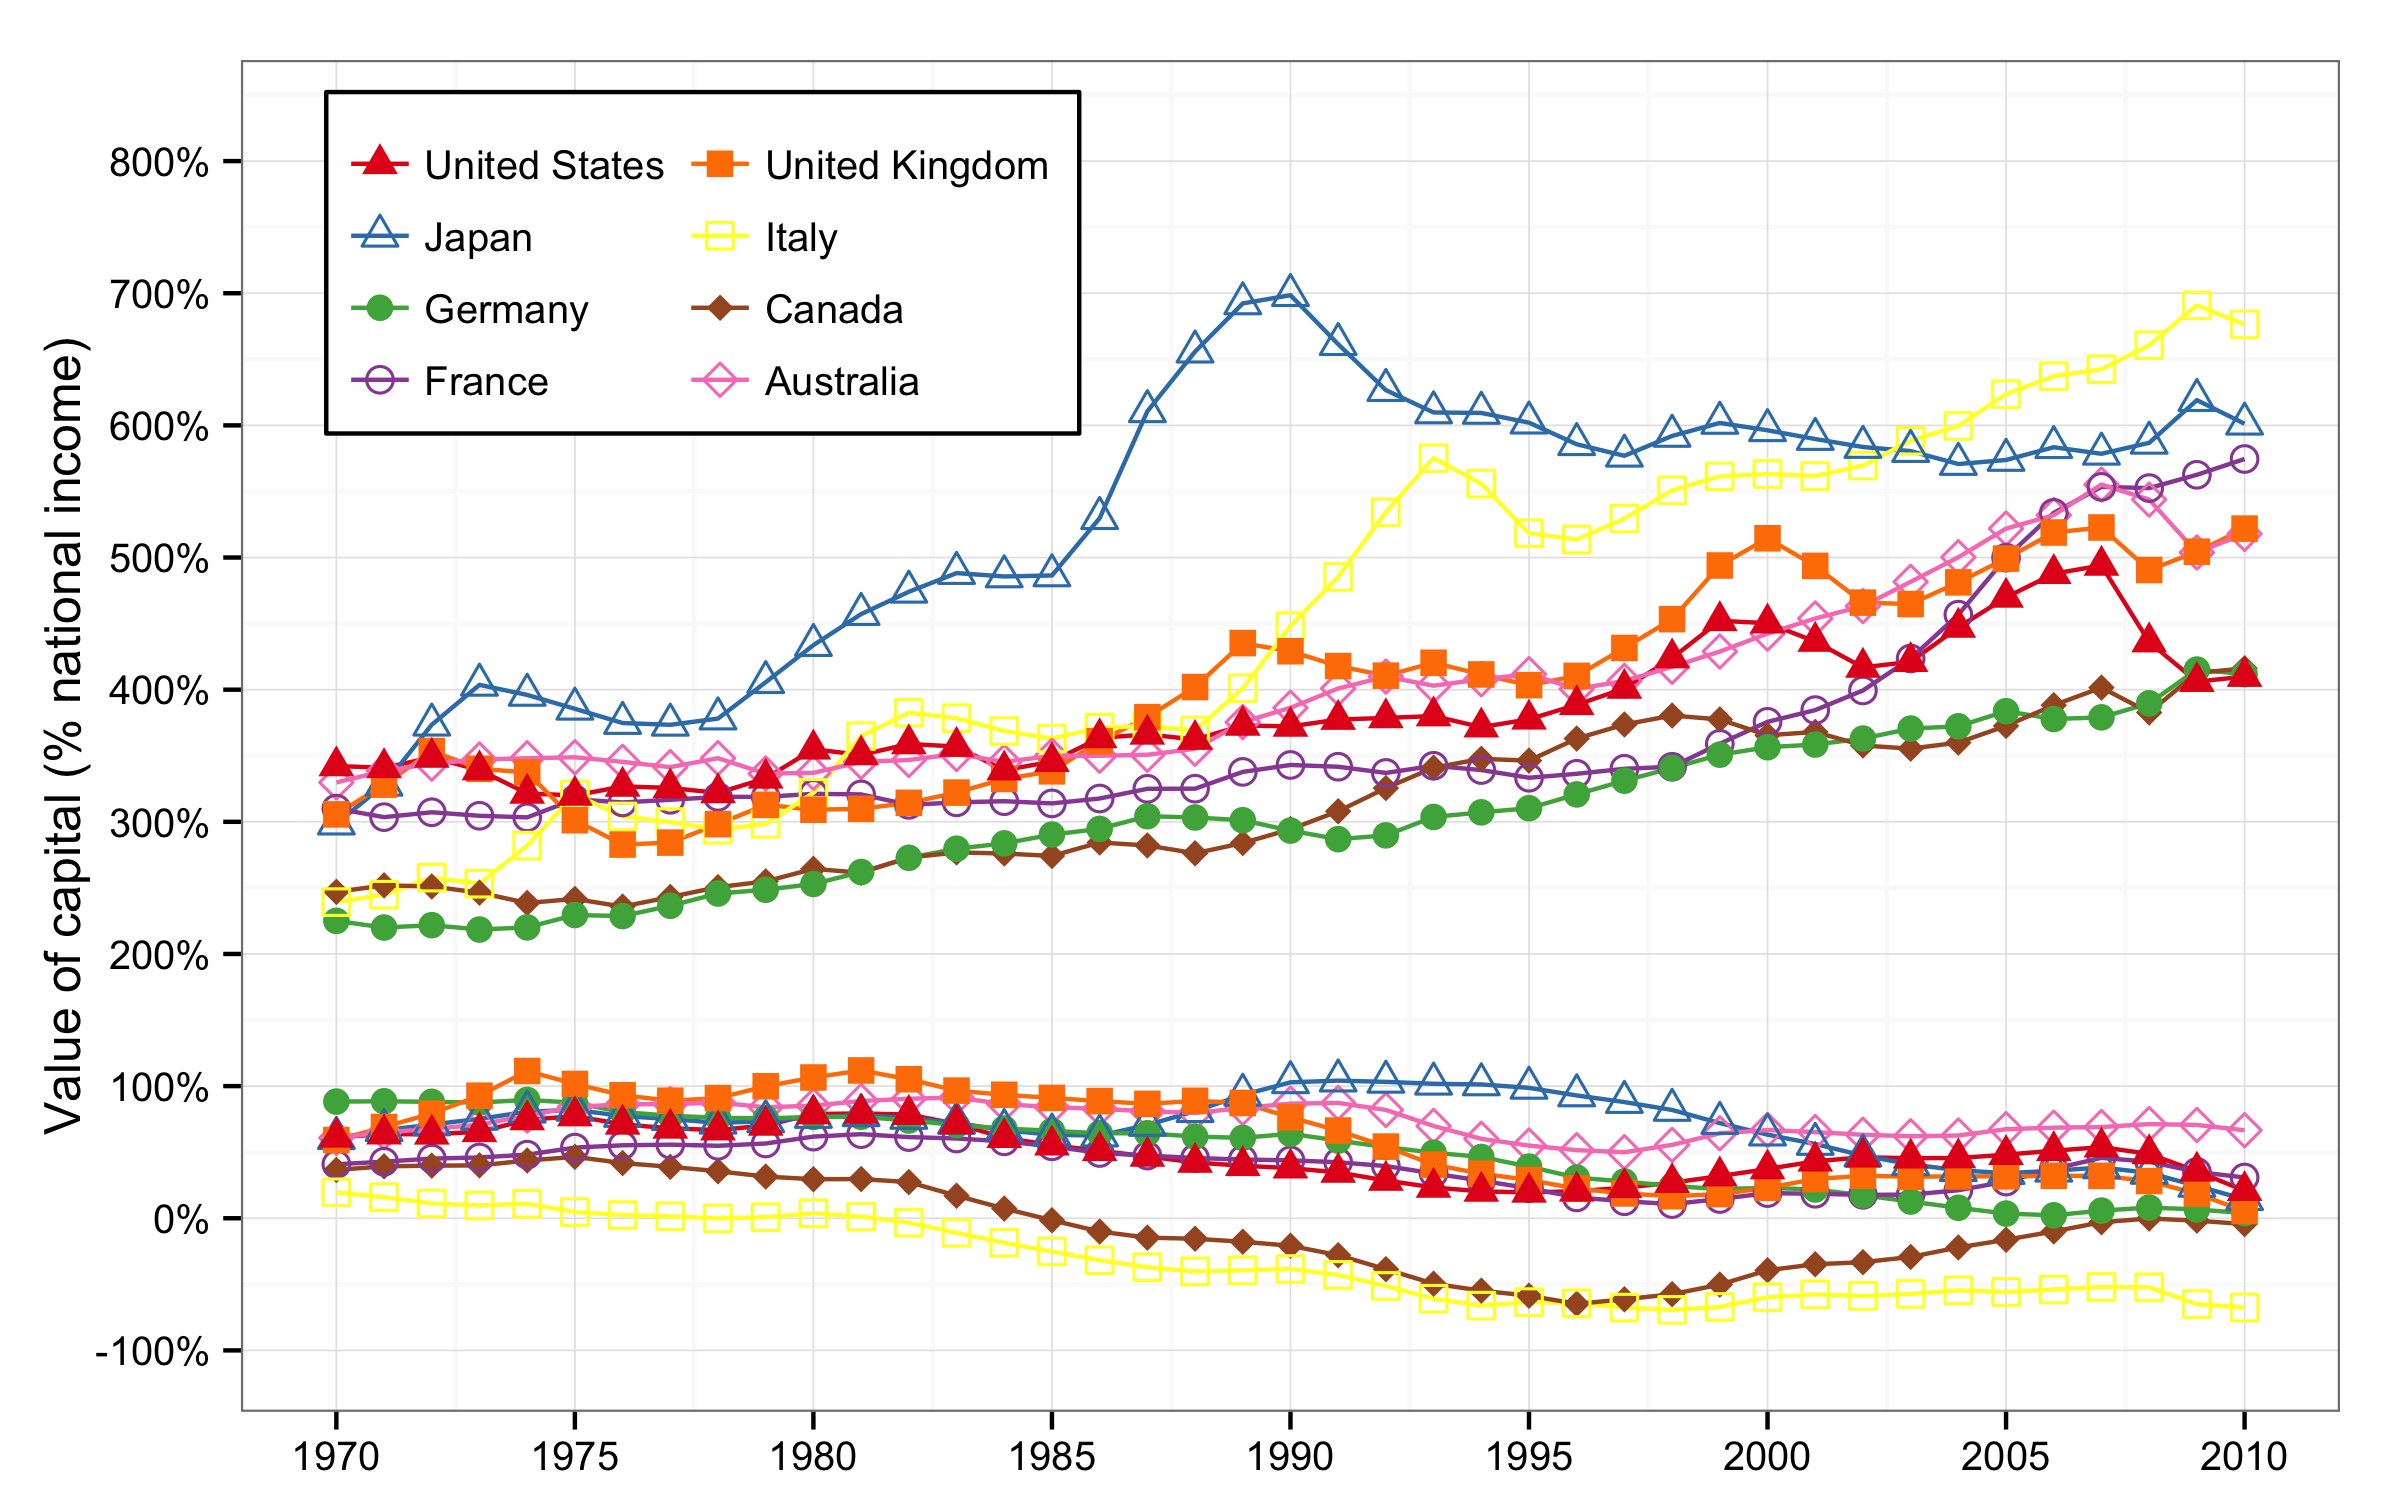 Value of capital (% national income)
800%
700%
600%
500%
400%
300%
200%
100%
0%
-100%
United States
United Kingdom
Japan
Italy
Germany
Canada
France
Australia
1970 1975 1980 1985 1990 1995 2000 2005 2010